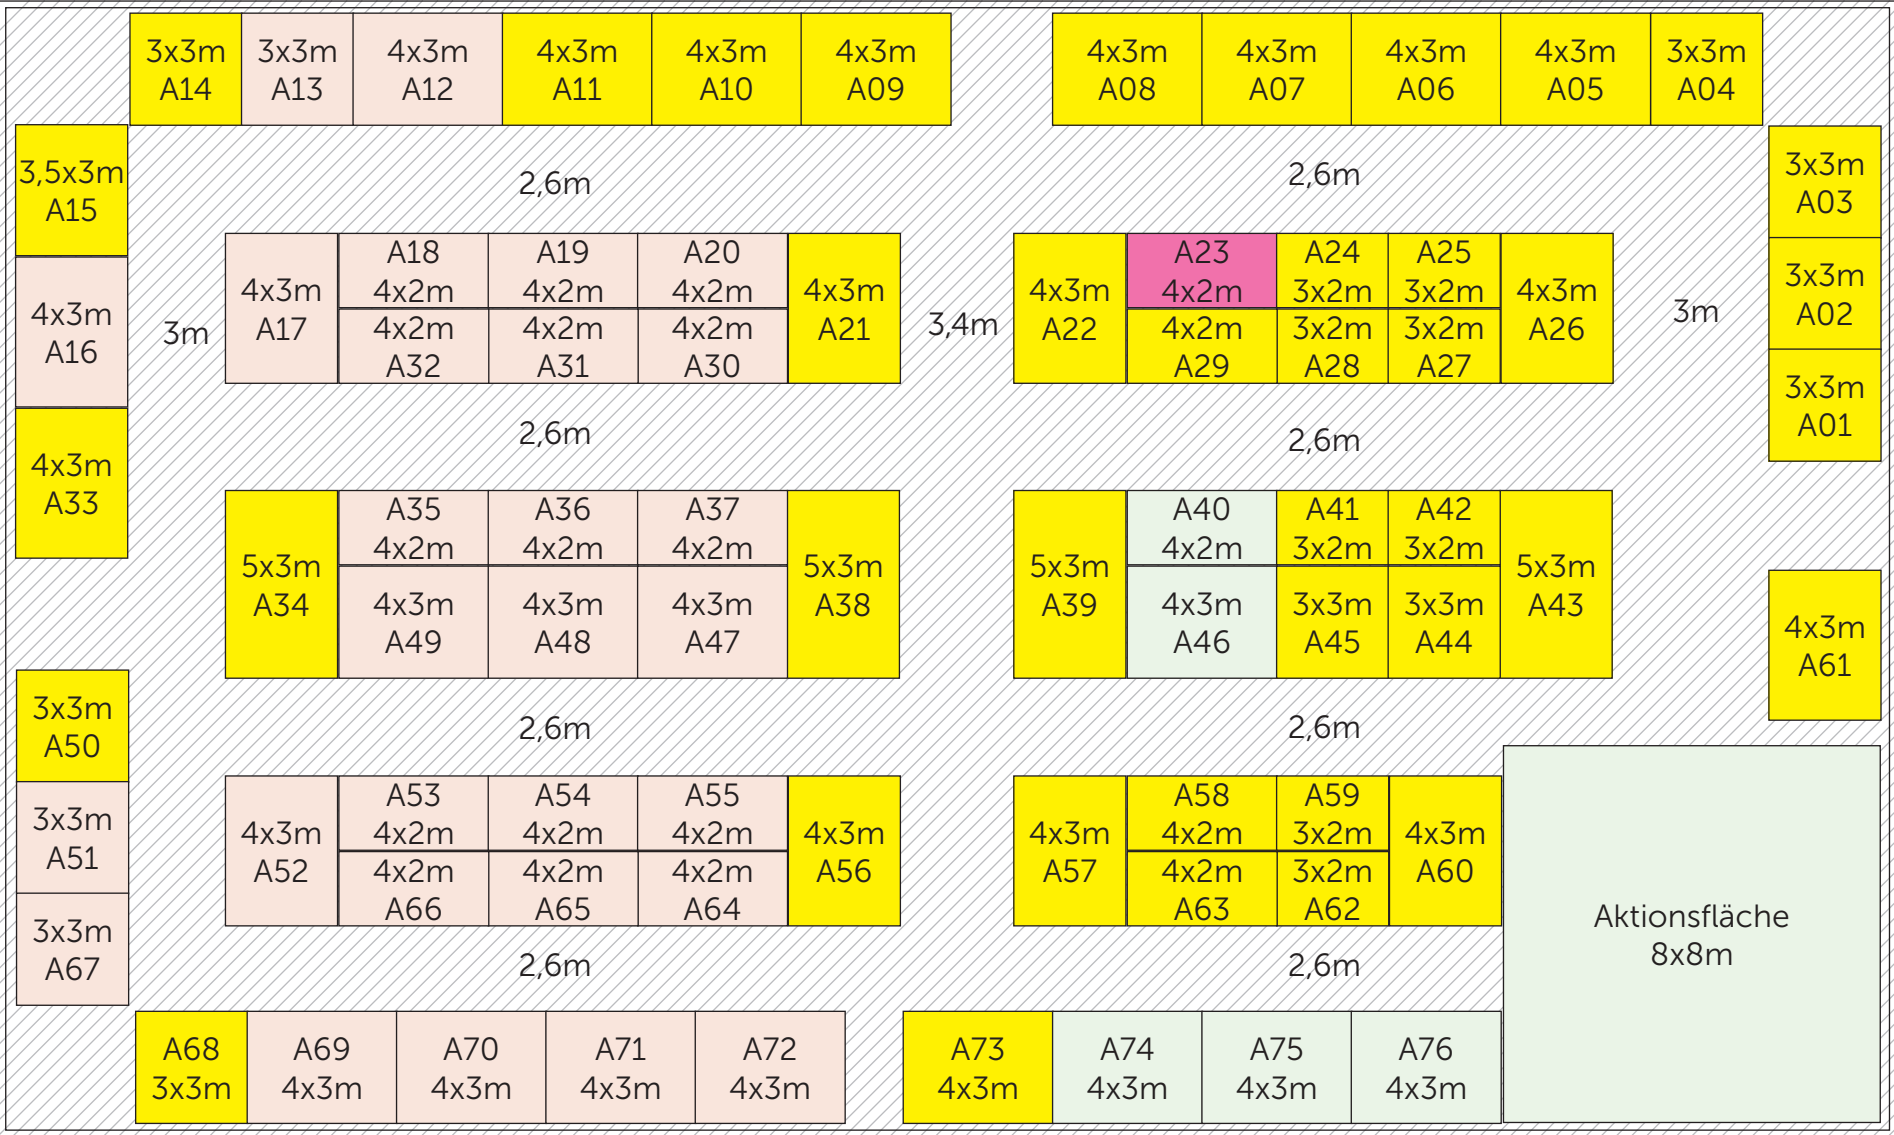 3x3m
A14
3x3m
A13
4x3m
A12
4x3m
A11
4x3m
A10
4x3m
A09
4x3m
A08
4x3m
A07
4x3m
A06
4x3m
A05
3x3m
A04
3,5x3m
A15
4x3m
A16
4x3m
A33
3x3m
A03
3x3m
A02
3x3m
A01
2,6m
2,6m
3m
4x3m
A17
A18
4x2m
A19
4x2m
A20
4x2m
4x2m
A32
4x2m
A31
4x2m
A30
4x3m
A21
3,4m
4x3m
A22
A23
4x2m
A24
3x2m
A25
3x2m
4x2m
A29
3x2m
A28
3x2m
A27
4x3m
A26
3m
2,6m
2,6m
5x3m
A34
A35
4x2m
A36
4x2m
A37
4x2m
4x3m
A49
4x3m
A48
4x3m
A47
5x3m
A38
5x3m
A39
A40
4x2m
A41
3x2m
A42
3x2m
4x3m
A46
3x3m
A45
3x3m
A44
5x3m
A43
4x3m
A61
2,6m
2,6m
3x3m
A50
3x3m
A51
3x3m
A67
4x3m
A52
A53
4x2m
A54
4x2m
A55
4x2m
4x2m
A66
4x2m
A65
4x2m
A64
4x3m
A56
4x3m
A57
A58
4x2m
A59
3x2m
4x2m
A63
3x2m
A62
4x3m
A60
Aktionsfläche
8x8m
2,6m
2,6m
A68
3x3m
A69
4x3m
A70
4x3m
A71
4x3m
A72
4x3m
A73
4x3m
A74
4x3m
A75
4x3m
A76
4x3m